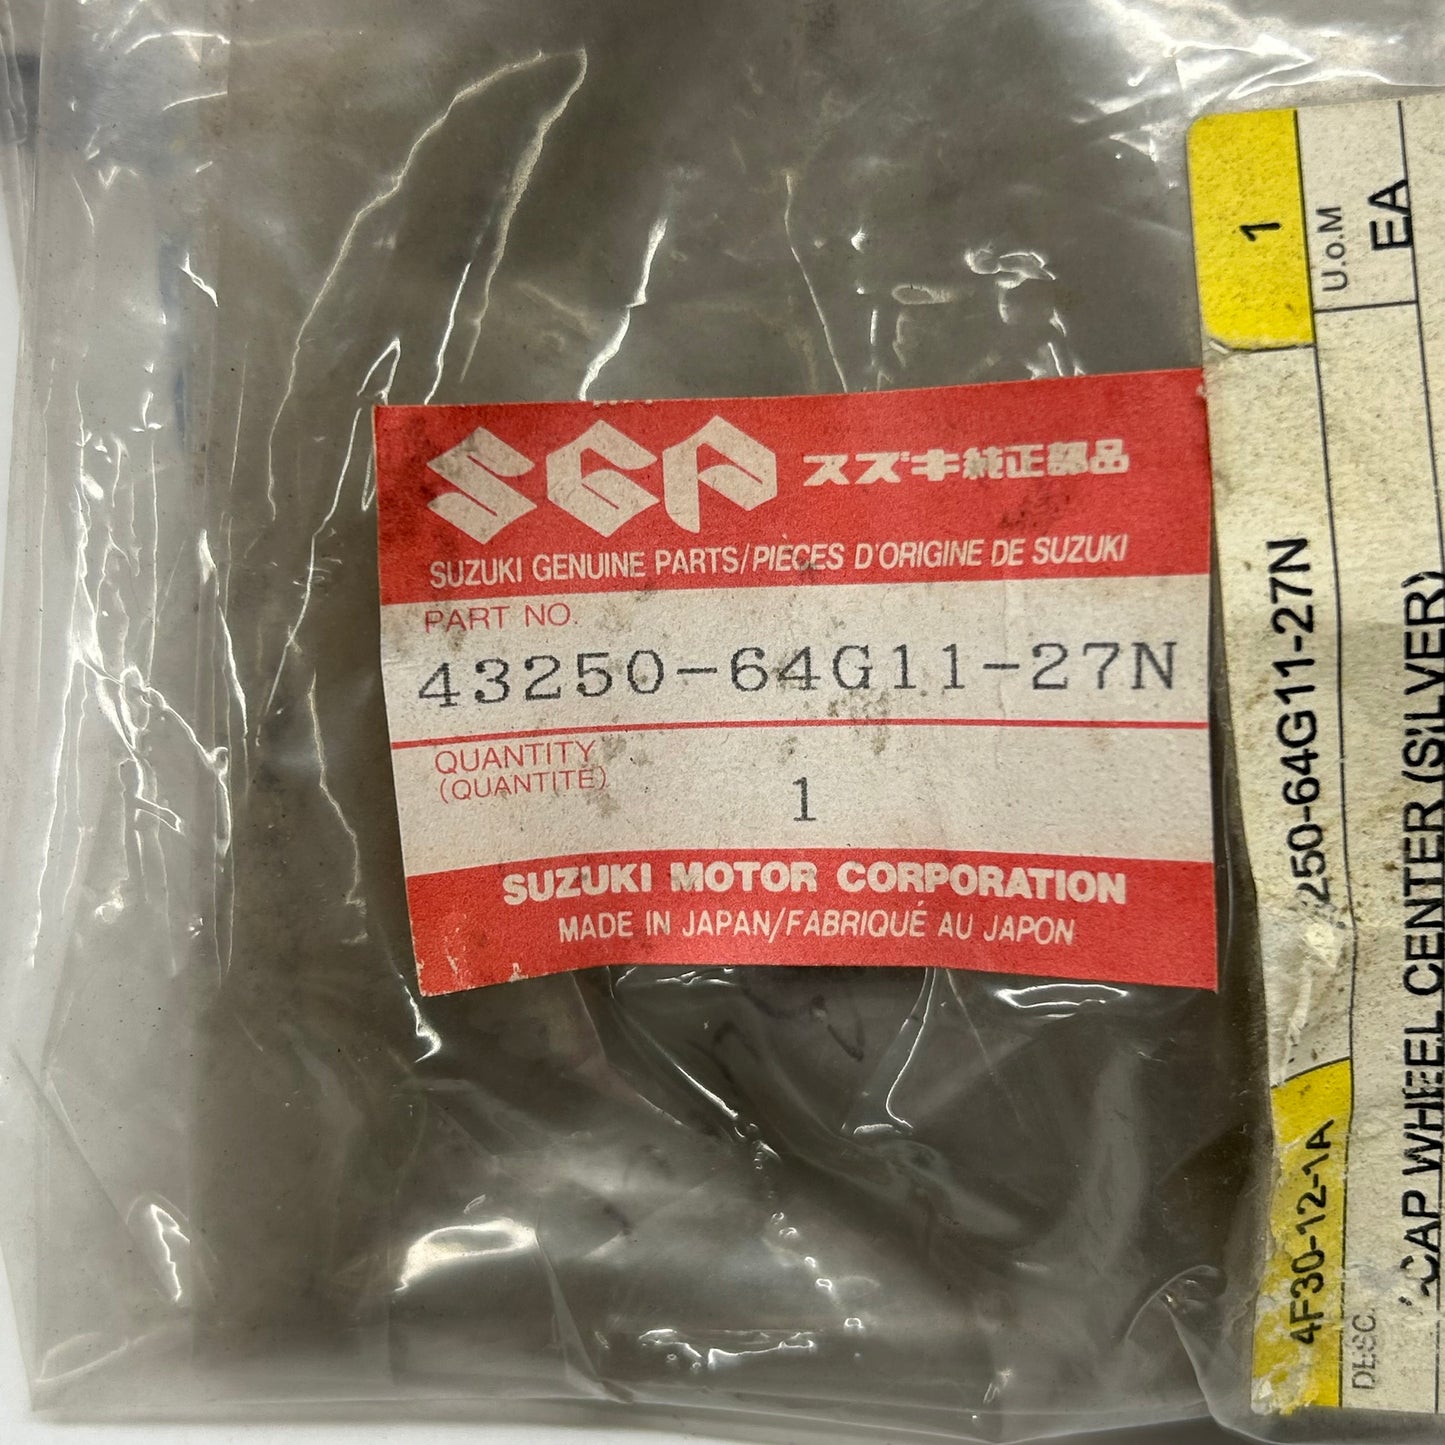 SGP スズキ純正部品
SUZUKI GENUINE PARTS/PIÈCES D'ORIGINE DE SUZUKI
PART NO.
43250-64G11-27N
QUANTITY
(QUANTITÉ)
1
SUZUKI MOTOR CORPORATION
MADE IN JAPAN/FABRIQUÉ AU JAPON
4F30-12-1A
250-64G11-27N
1
DESC.
U.o.M
CAP WHEEL CENTER (SILVER)
EA